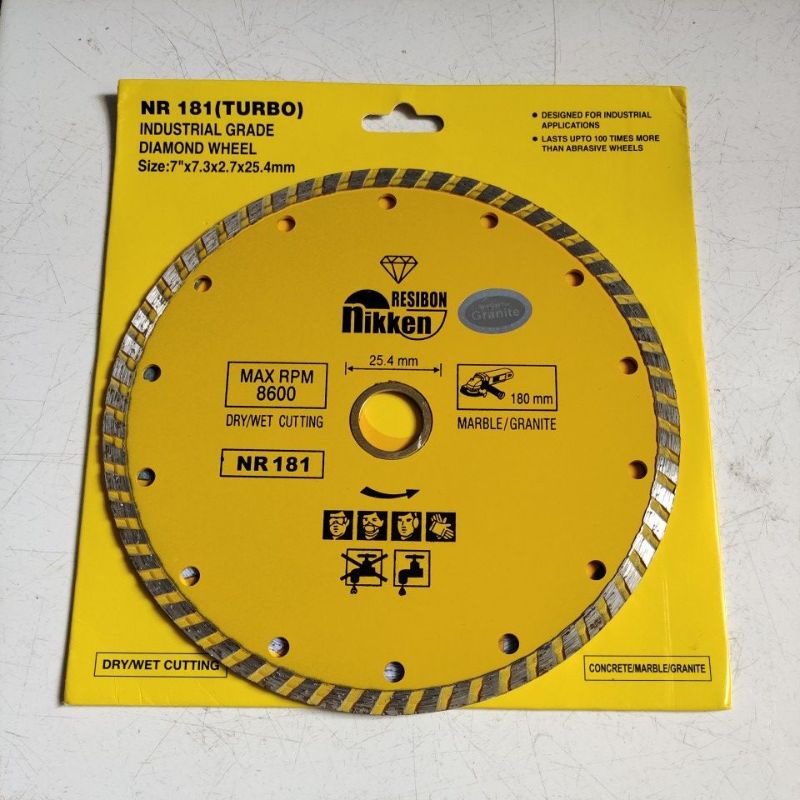 NR 181(TURBO)
INDUSTRIAL GRADE
DIAMOND WHEEL
Size:7"x7.3x2.7x25.4mm
• DESIGNED FOR INDUSTRIAL
APPLICATIONS
• LASTS UPTO 100 TIMES MORE
THAN ABRASIVE WHEELS
RESIBON
nikken
Granite
25.4 mm
MAX RPM
8600
DRY/WET CUTTING
180 mm
MARBLE/GRANITE
NR 181
DRY/WET CUTTING
CONCRETE/MARBLE/GRANITE